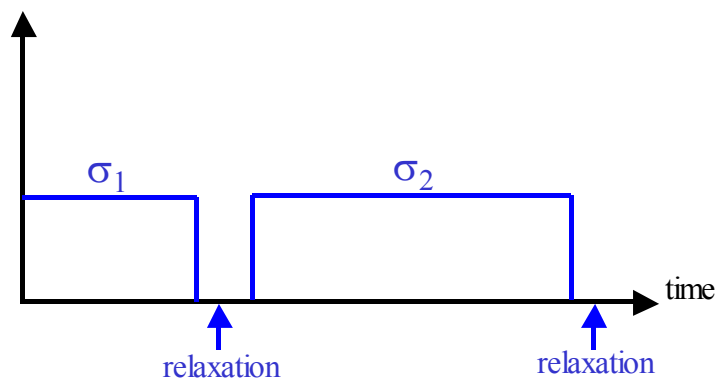 σ₁
σ₂
time
relaxation
relaxation